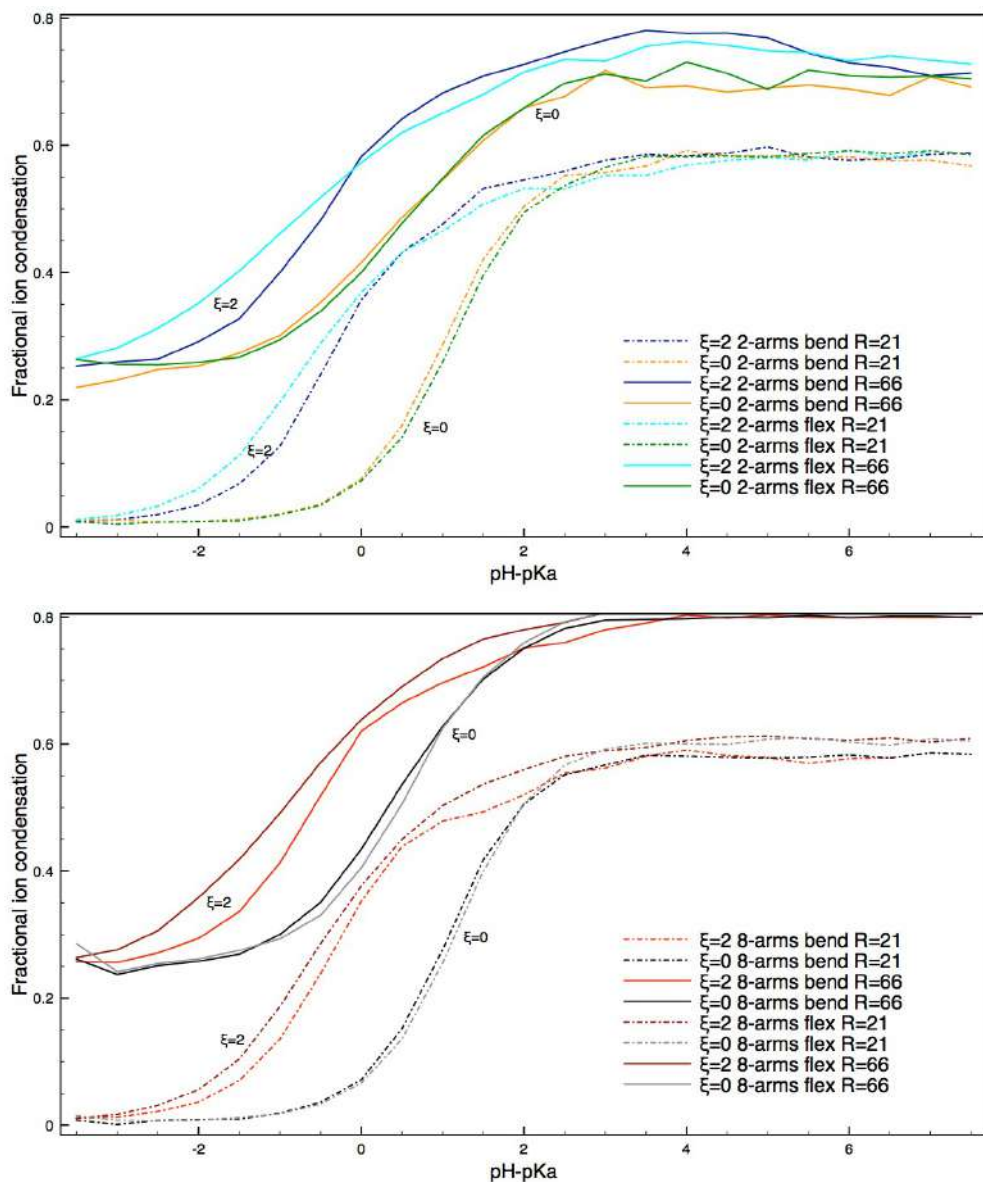 0.8
0.6
0.4
0.2
0
Fractional ion condensation
ξ=0
ξ=2
ξ=2
ξ=0
ξ=2 2-arms bend R=21
ξ=0 2-arms bend R=21
ξ=2 2-arms bend R=66
ξ=0 2-arms bend R=66
ξ=2 2-arms flex R=21
ξ=0 2-arms flex R=21
ξ=2 2-arms flex R=66
ξ=0 2-arms flex R=66
-2 0 2 4 6
pH-pKa
0.8
0.6
0.4
0.2
0
Fractional ion condensation
ξ=0
ξ=2
ξ=0
ξ=2
ξ=2 8-arms bend R=21
ξ=0 8-arms bend R=21
ξ=2 8-arms bend R=66
ξ=0 8-arms bend R=66
ξ=2 8-arms flex R=21
ξ=0 8-arms flex R=21
ξ=2 8-arms flex R=66
ξ=0 8-arms flex R=66
-2 0 2 4 6
pH-pKa